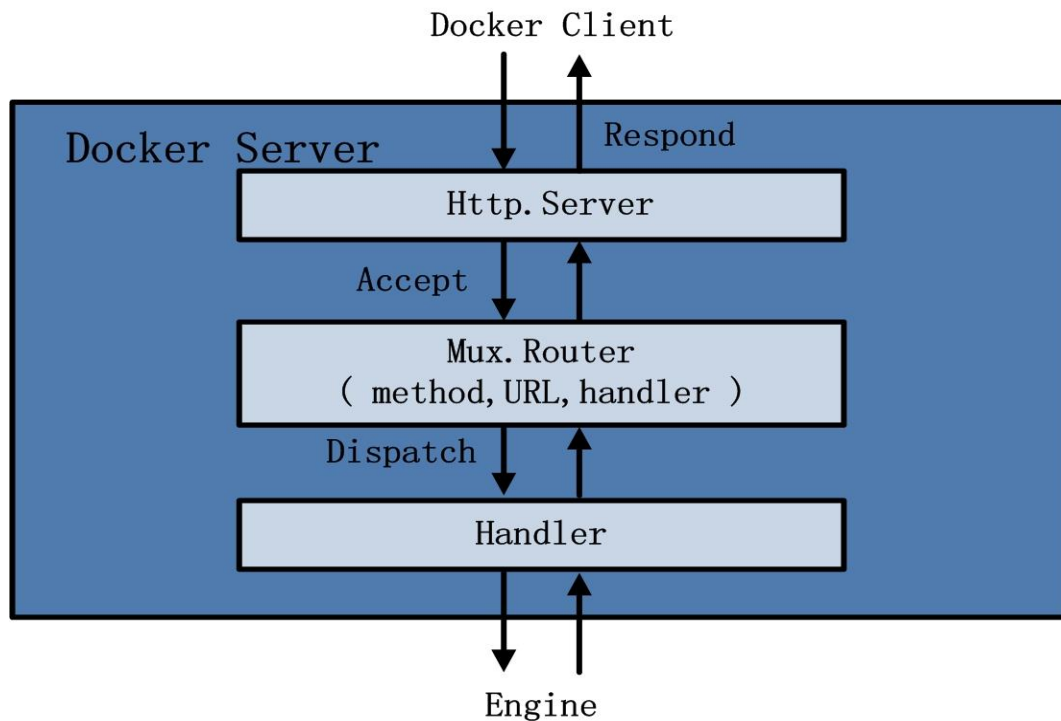 Docker Client
Respond
Docker Server
Http.Server
Accept
Mux.Router
( method,URL,handler )
Dispatch
Handler
Engine